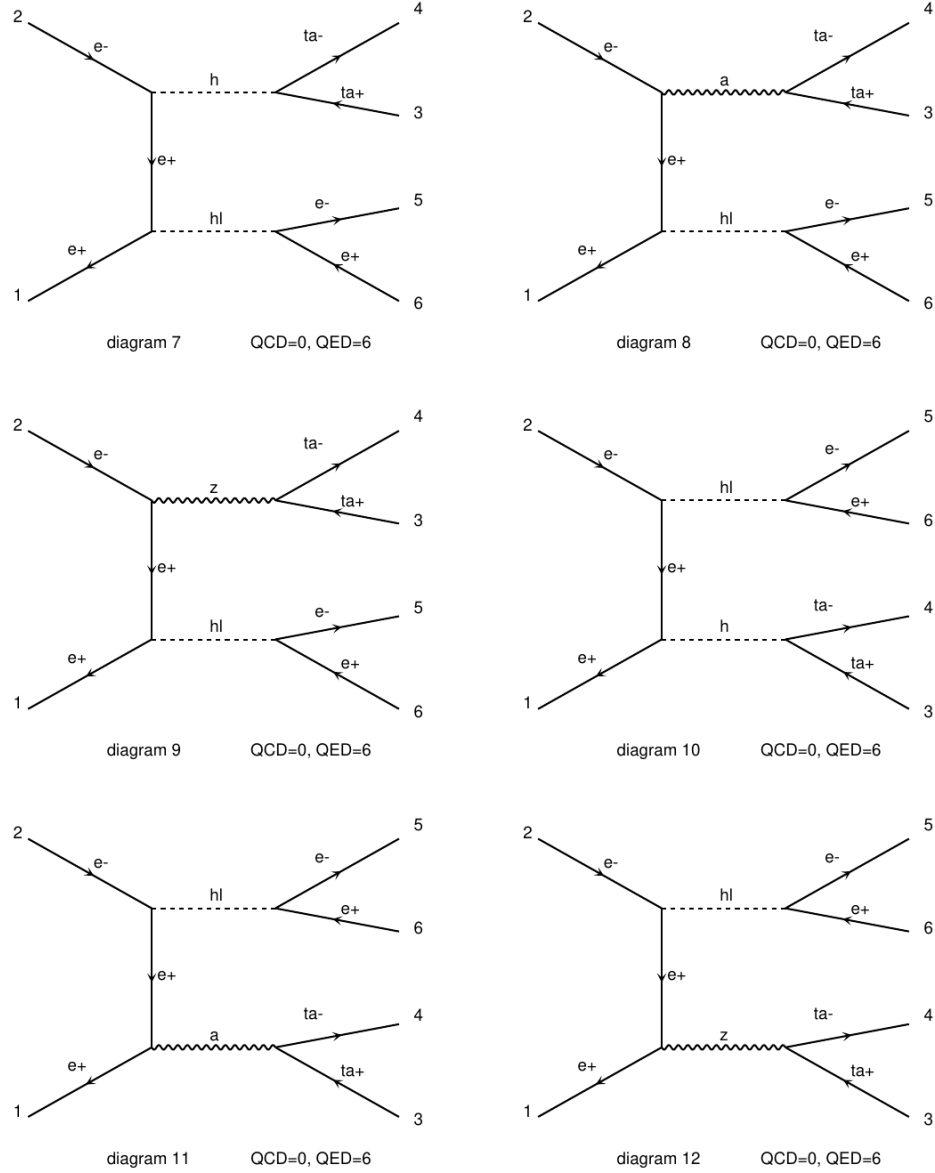 2
e-
h
ta-
4
ta+
3
e+
hl
e-
5
e+
e+
1
6
diagram 7 QCD=0, QED=6
2
e-
a
ta-
4
ta+
3
e+
hl
e-
5
e+
e+
1
6
diagram 8 QCD=0, QED=6
2
e-
z
ta-
4
ta+
3
e+
hl
e-
5
e+
e+
1
6
diagram 9 QCD=0, QED=6
2
e-
hl
e-
5
e+
6
e+
h
ta-
4
e+
ta+
1
3
diagram 10 QCD=0, QED=6
2
e-
hl
e-
5
e+
6
e+
a
ta-
4
e+
ta+
1
3
diagram 11 QCD=0, QED=6
2
e-
hl
e-
5
e+
6
e+
z
ta-
4
e+
ta+
1
3
diagram 12 QCD=0, QED=6